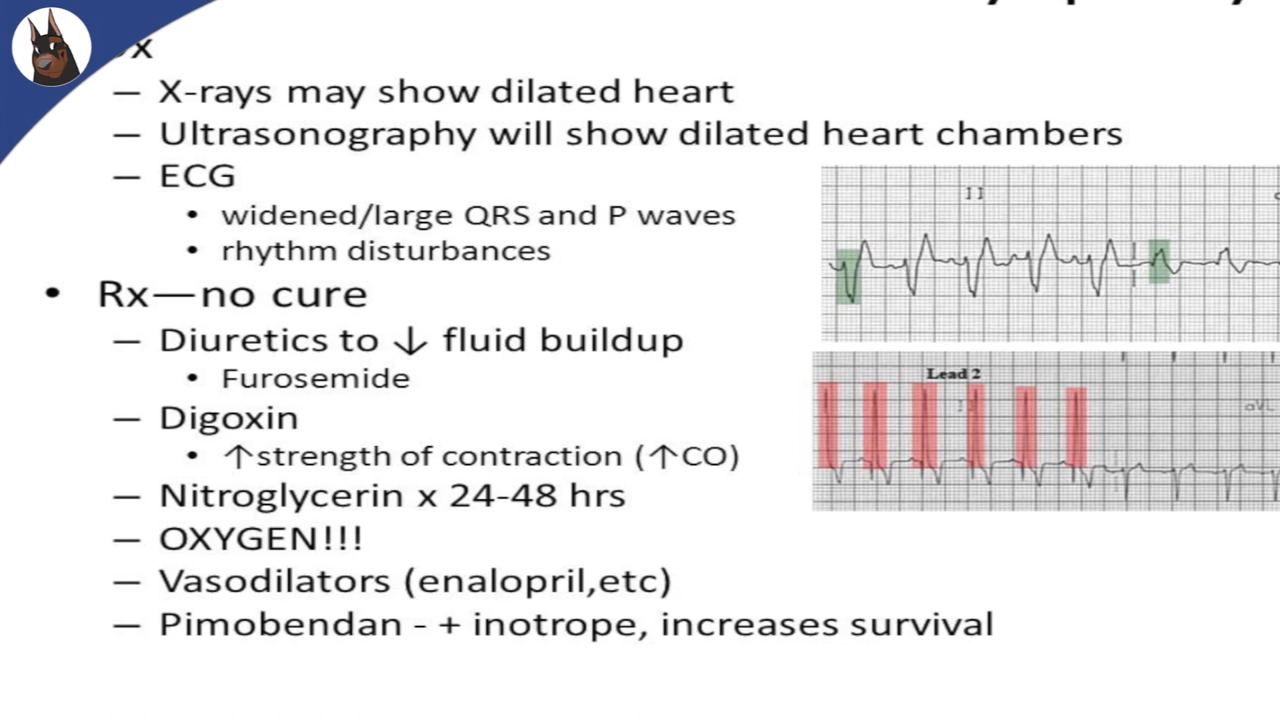 – X-rays may show dilated heart
– Ultrasonography will show dilated heart chambers
– ECG
• widened/large QRS and P waves
• rhythm disturbances
• Rx—no cure
– Diuretics to ↓ fluid buildup
• Furosemide
– Digoxin
• ↑strength of contraction (↑CO)
– Nitroglycerin x 24-48 hrs
– OXYGEN!!!
– Vasodilators (enalopril,etc)
– Pimobendan - + inotrope, increases survival
II
Lead 2
aVL